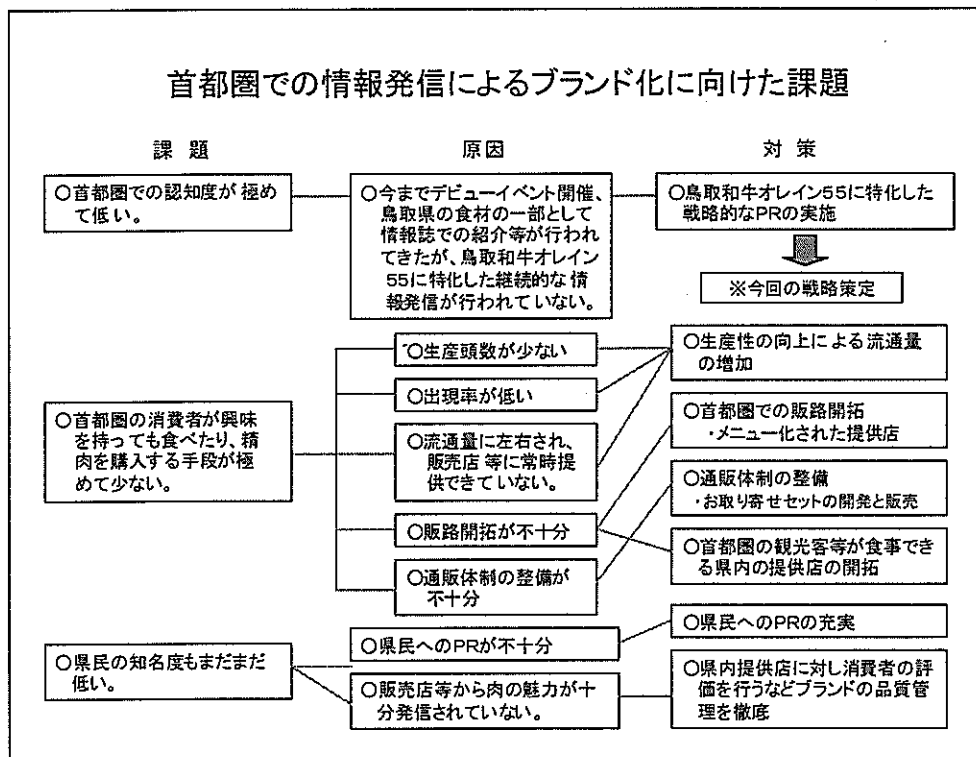 首都圏での情報発信によるブランド化に向けた課題
課 題
原因
対 策
○首都圏での認知度が 極め
て低い。
○今までデビューイベント開催、
鳥取県の食材の一部として
情報誌での紹介等が行われ
てきたが、鳥取和牛オレイン
55に特化した継続的な 情
報発信が行われていない。
○鳥取和牛オレイン55に特化した
戦略的なPRの実施
※今回の戦略策定
○首都圏の消費者が興味
を持っても食べたり、精
肉を購入する手段が極
めて少ない。
○生産頭数が少ない
○出現率が低い
○流通量に左右され、
販売店 等に常時提
供できていない。
○販路開拓が不十分
○通販体制の整備が
不十分
○生産性の向上による流通量
の増加
○首都圏での販路開拓
・メニュー化された提供店
○通販体制の整備
・お取り寄せセットの開発と販売
○首都圏の観光客等が食事でき
る県内の提供店の開拓
○県民の知名度もまだまだ
低い。
○県民へのPRが不十分
○販売店等から肉の魅力が十
分発信されていない。
○県民へのPRの充実
○県内提供店に対し消費者の評
価を行うなどブランドの品質管
理を徹底